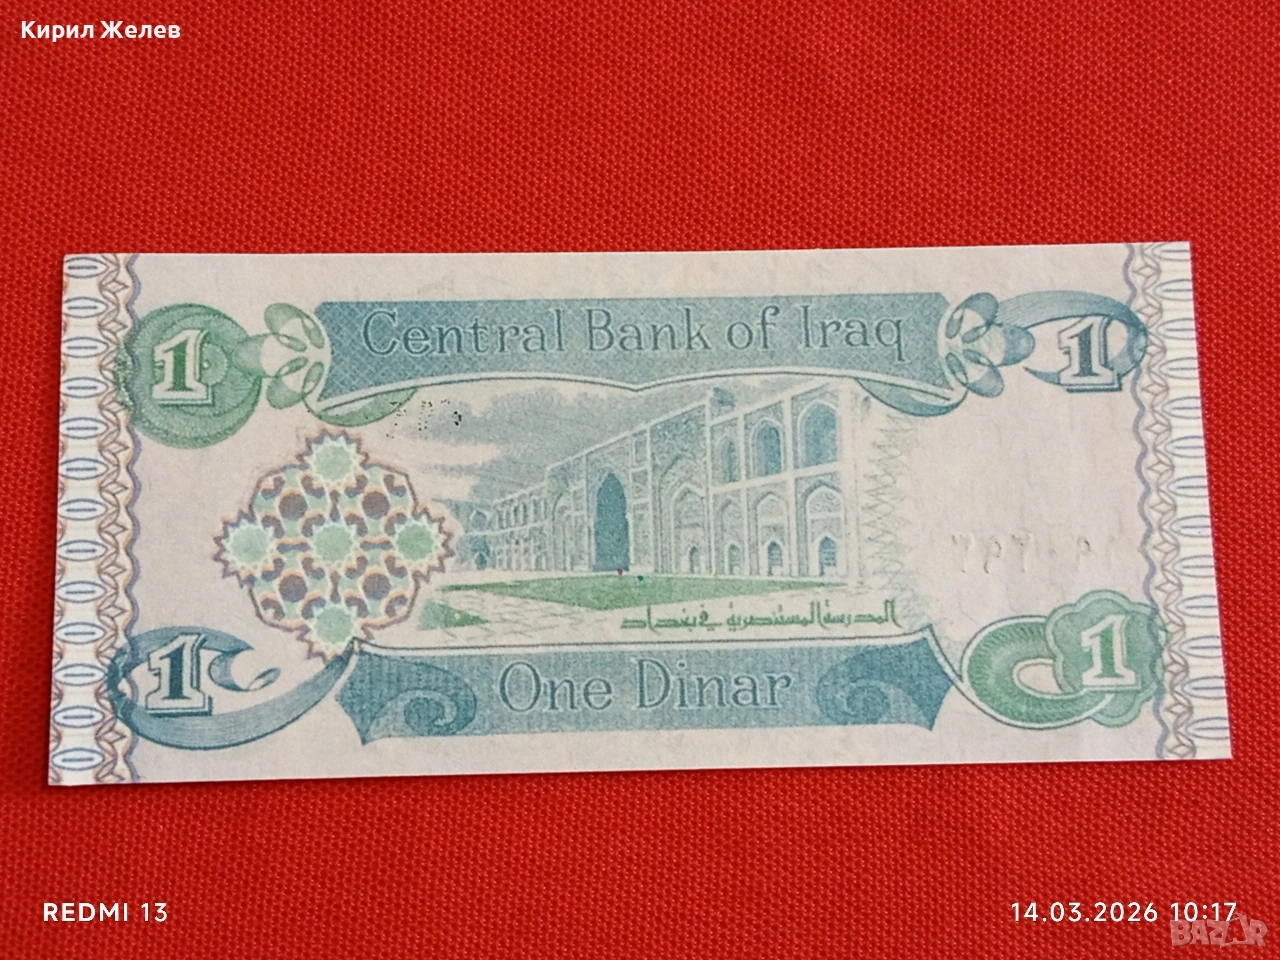 Кирил Желев
1
Central Bank of Iraq
1
المدرسة المستنصرية في بغداد
1
One Dinar
1
REDMI 13
14.03.2026 10:17
BAZAR